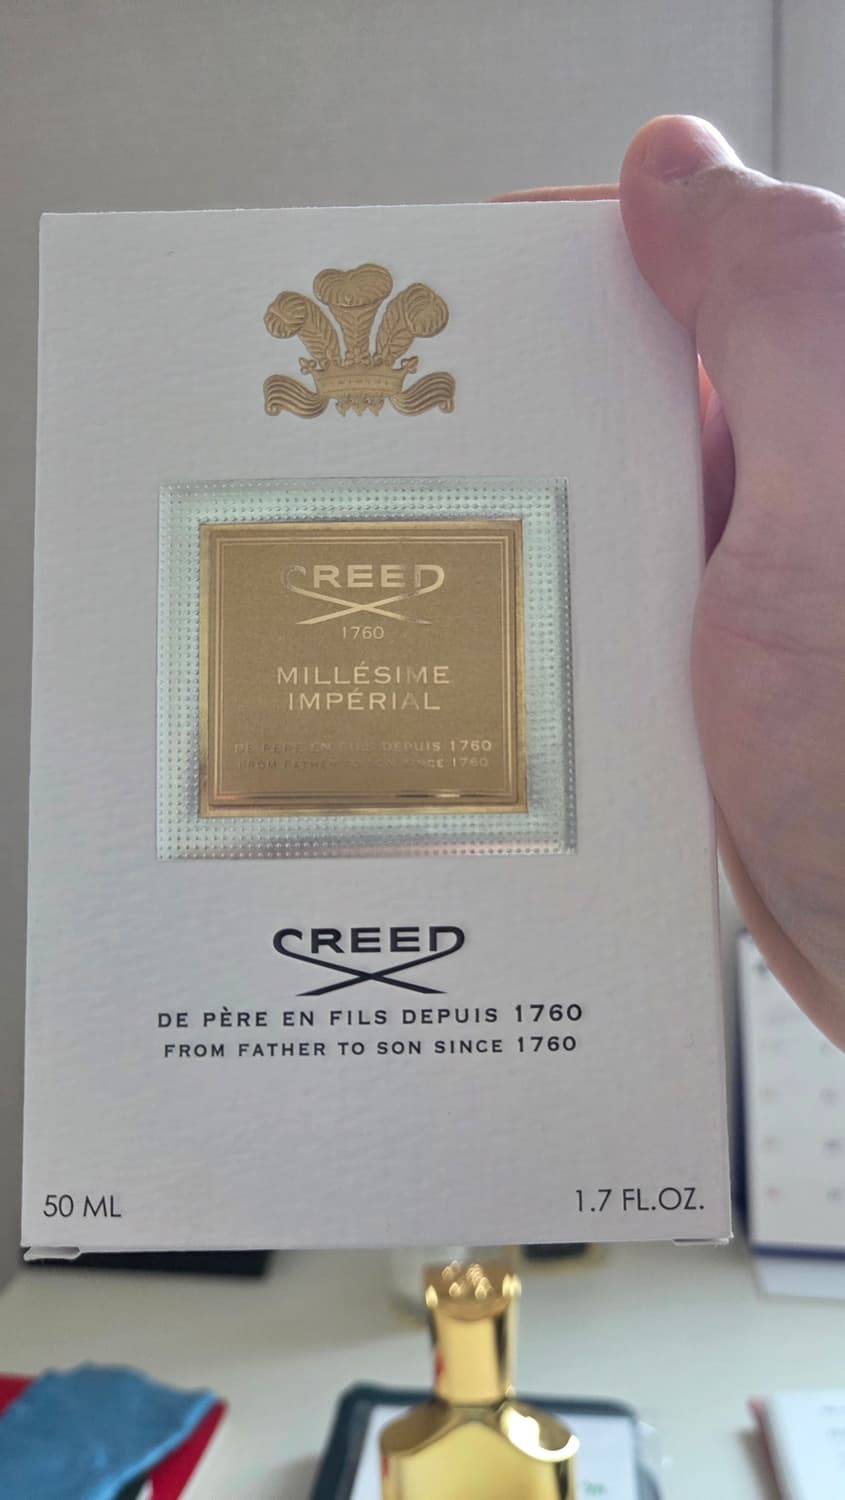 CREED
1760
MILLÉSIME
IMPÉRIAL
DE PÈRE EN FILS DEPUIS 1760
FROM FATHER TO SON SINCE 1760
CREED
DE PÈRE EN FILS DEPUIS 1760
FROM FATHER TO SON SINCE 1760
50 ML
1.7 FL.OZ.